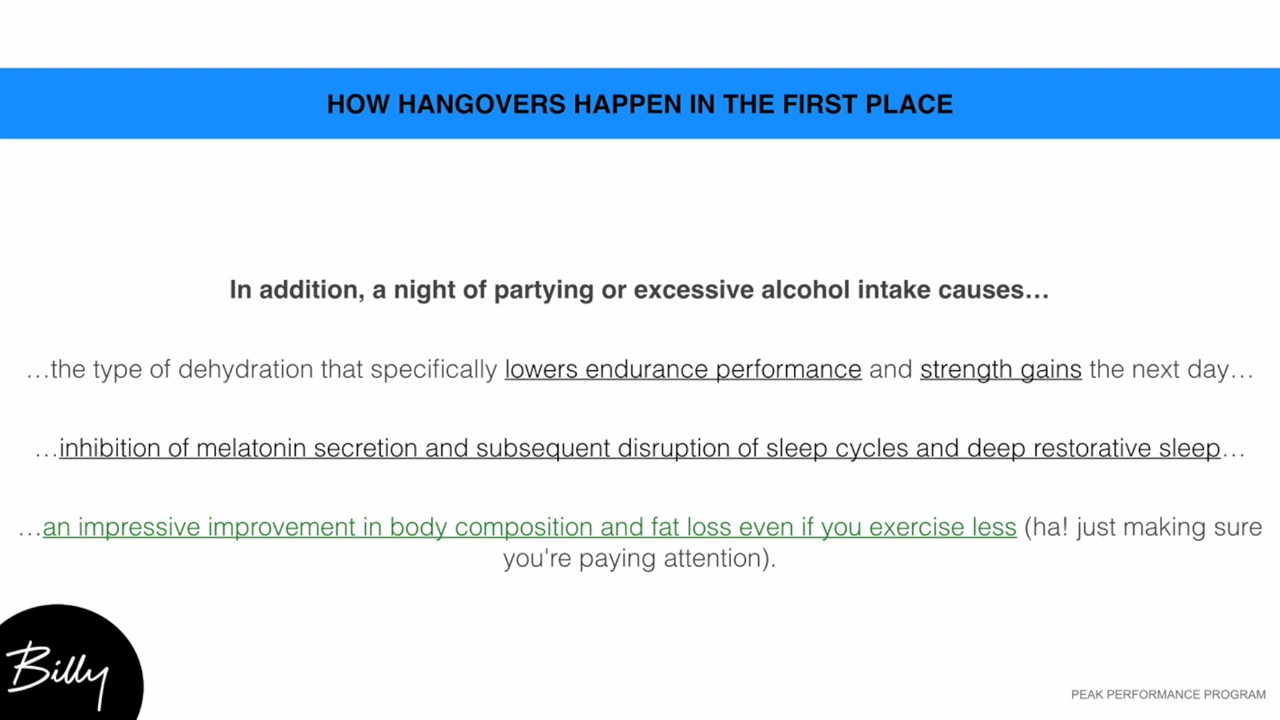 HOW HANGOVERS HAPPEN IN THE FIRST PLACE
In addition, a night of partying or excessive alcohol intake causes…
…the type of dehydration that specifically lowers endurance performance and strength gains the next day…
…inhibition of melatonin secretion and subsequent disruption of sleep cycles and deep restorative sleep…
…an impressive improvement in body composition and fat loss even if you exercise less (ha! just making sure
you're paying attention).
Billy
PEAK PERFORMANCE PROGRAM